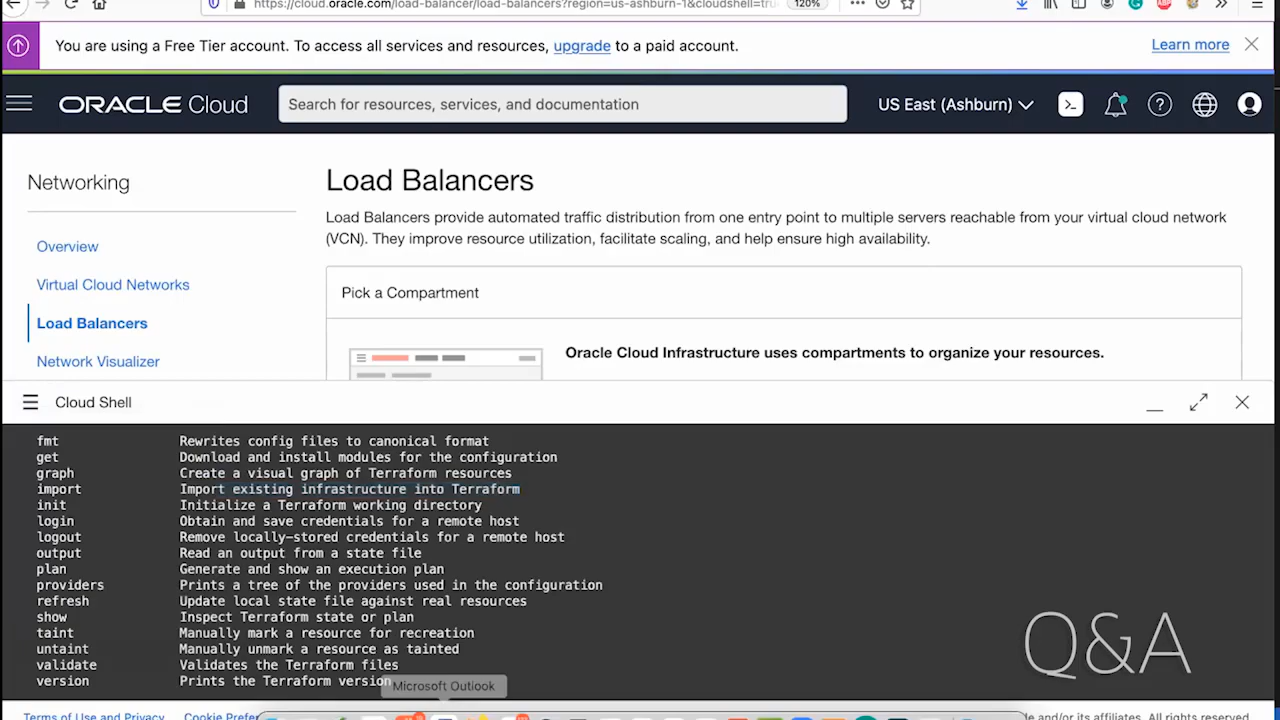 https://cloud.oracle.com/load-balancer/load-balancers?region=us-ashburn-1&cloudshell=tru
120%
You are using a Free Tier account. To access all services and resources, upgrade to a paid account.
Learn more
ORACLE Cloud
Search for resources, services, and documentation
US East (Ashburn)
Networking
Overview
Virtual Cloud Networks
Load Balancers
Network Visualizer
Load Balancers
Load Balancers provide automated traffic distribution from one entry point to multiple servers reachable from your virtual cloud network
(VCN). They improve resource utilization, facilitate scaling, and help ensure high availability.
Pick a Compartment
Oracle Cloud Infrastructure uses compartments to organize your resources.
Cloud Shell
fmt Rewrites config files to canonical format
get Download and install modules for the configuration
graph Create a visual graph of Terraform resources
import Import existing infrastructure into Terraform
init Initialize a Terraform working directory
login Obtain and save credentials for a remote host
logout Remove locally-stored credentials for a remote host
output Read an output from a state file
plan Generate and show an execution plan
providers Prints a tree of the providers used in the configuration
refresh Update local state file against real resources
show Inspect Terraform state or plan
taint Manually mark a resource for recreation
untaint Manually unmark a resource as tainted
validate Validates the Terraform files
version Prints the Terraform version
Microsoft Outlook
Q&A
Terms of Use and Privacy Cookie Prefer
and/or its affiliates. All rights reserved.